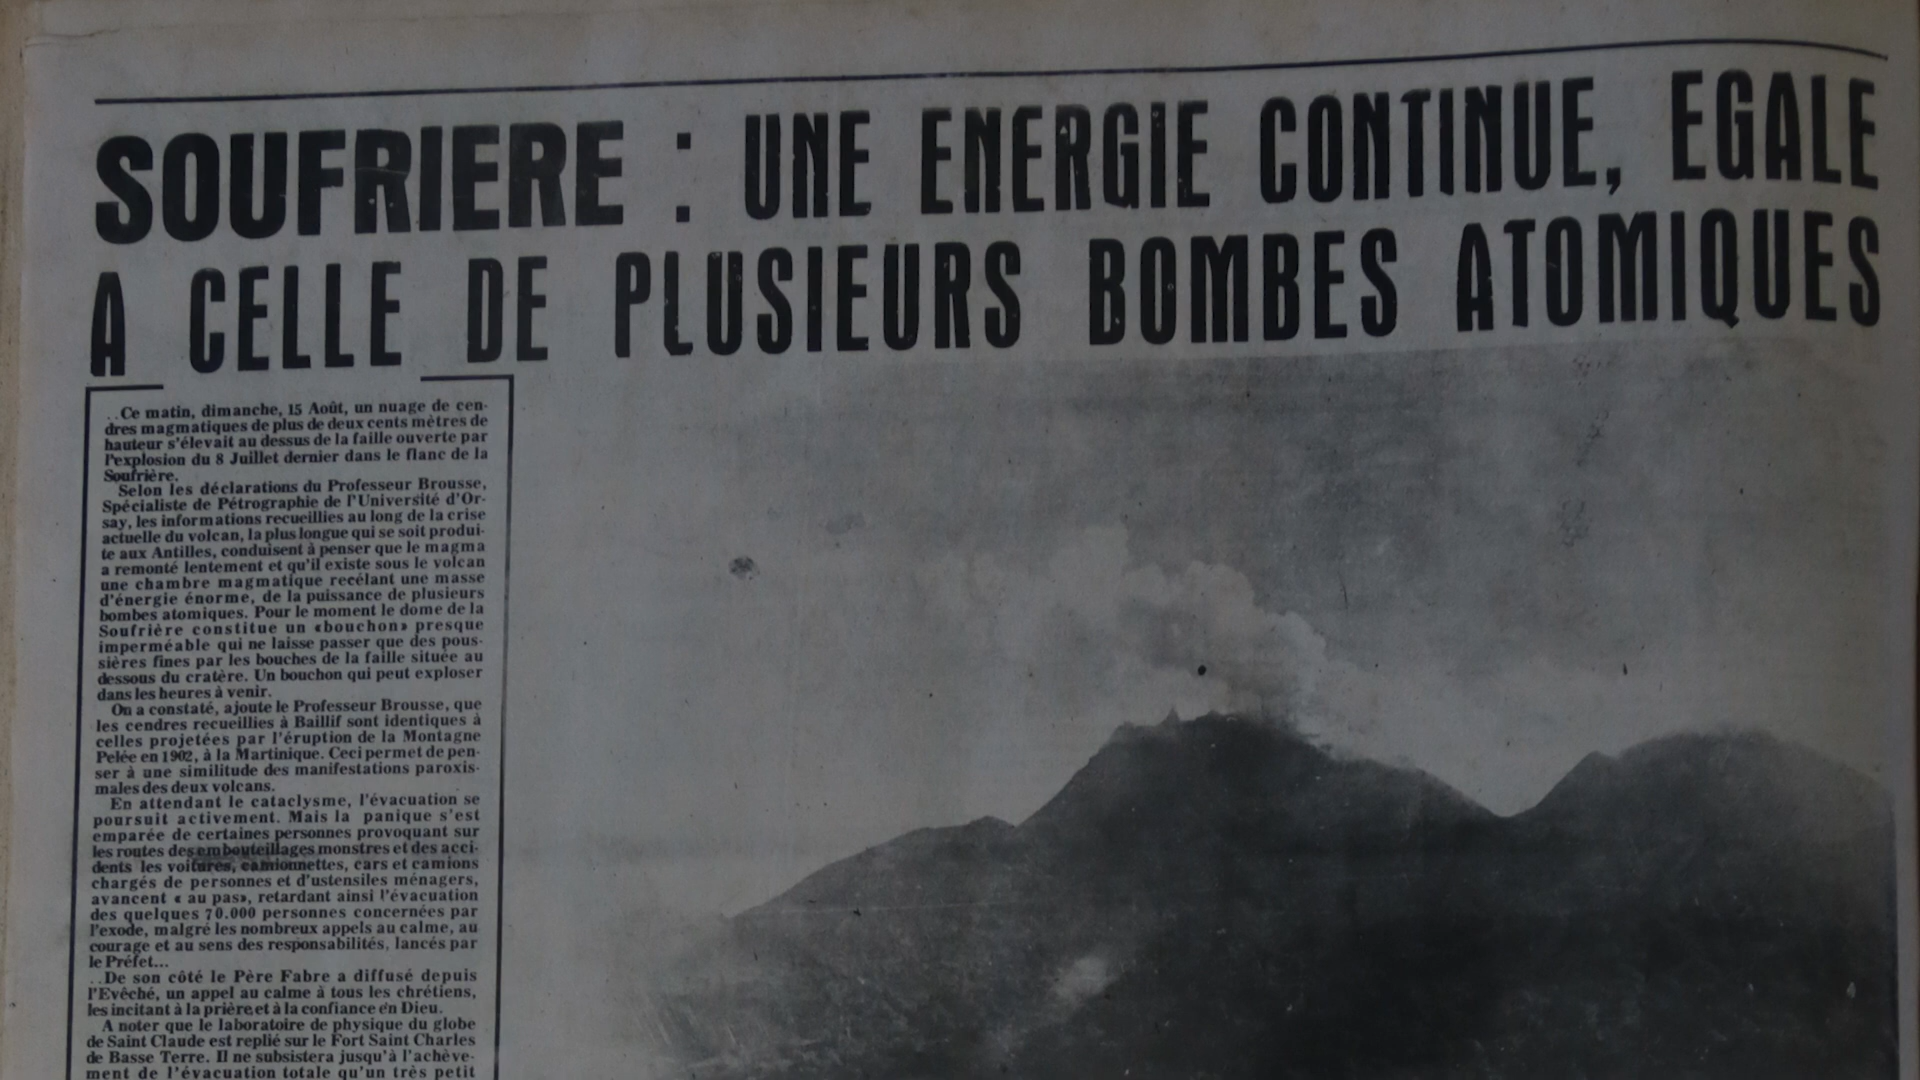 SOUFRIERE : UNE ENERGIE CONTINUE, EGALE
A CELLE DE PLUSIEURS BOMBES ATOMIQUES
..Ce matin, dimanche, 15 Août, un nuage de cen-
dres magmatiques de plus de deux cents mètres de
hauteur s'élevait au dessus de la faille ouverte par
l'explosion du 8 Juillet dernier dans le flanc de la
Soufrière.
Selon les déclarations du Professeur Brousse,
Spécialiste de Pétrographie de l'Université d'Or-
say, les informations recueillies au long de la crise
actuelle du volcan, la plus longue qui se soit produi-
te aux Antilles, conduisent à penser que le magma
a remonté lentement et qu'il existe sous le volcan
une chambre magmatique recélant une masse
d'énergie énorme, de la puissance de plusieurs
bombes atomiques. Pour le moment le dome de la
Soufrière constitue un «bouchon» presque
imperméable qui ne laisse passer que des pous-
sières fines par les bouches de la faille située au
dessous du cratère. Un bouchon qui peut exploser
dans les heures à venir.
On a constaté, ajoute le Professeur Brousse, que
les cendres recueillies à Baillif sont identiques à
celles projetées par l'éruption de la Montagne
Pelée en 1902, à la Martinique. Ceci permet de pen-
ser à une similitude des manifestations paroxis-
males des deux volcans.
En attendant le cataclysme, l'évacuation se
poursuit activement. Mais la panique s'est
emparée de certaines personnes provoquant sur
les routes des embouteillages monstres et des acci-
dents les voitures, camionnettes, cars et camions
chargés de personnes et d'ustensiles ménagers,
avancent « au pas», retardant ainsi l'évacuation
des quelques 70.000 personnes concernées par
l'exode, malgré les nombreux appels au calme, au
courage et au sens des responsabilités, lancés par
le Préfet...
..De son côté le Père Fabre a diffusé depuis
l'Evêché, un appel au calme à tous les chrétiens,
les incitant à la prière et à la confiance en Dieu.
A noter que le laboratoire de physique du globe
de Saint Claude est replié sur le Fort Saint Charles
de Basse Terre. Il ne subsistera jusqu'à l'achève-
ment de l'évacuation totale qu'un très petit